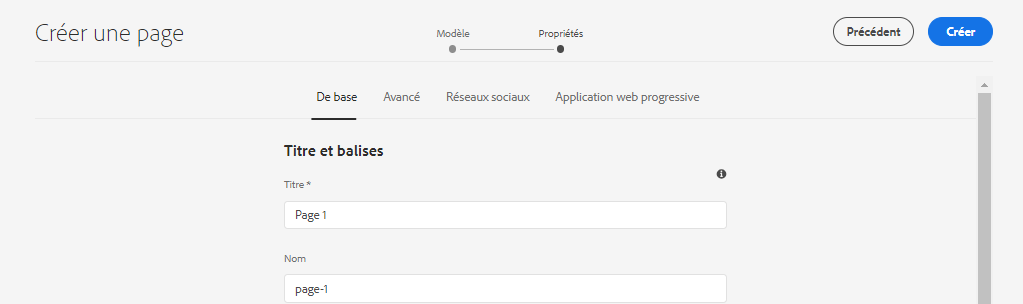 Créer une page
Modèle
Propriétés
Précédent
Créer
De base
Avancé
Réseaux sociaux
Application web progressive
Titre et balises
Titre *
Page 1
Nom
page-1